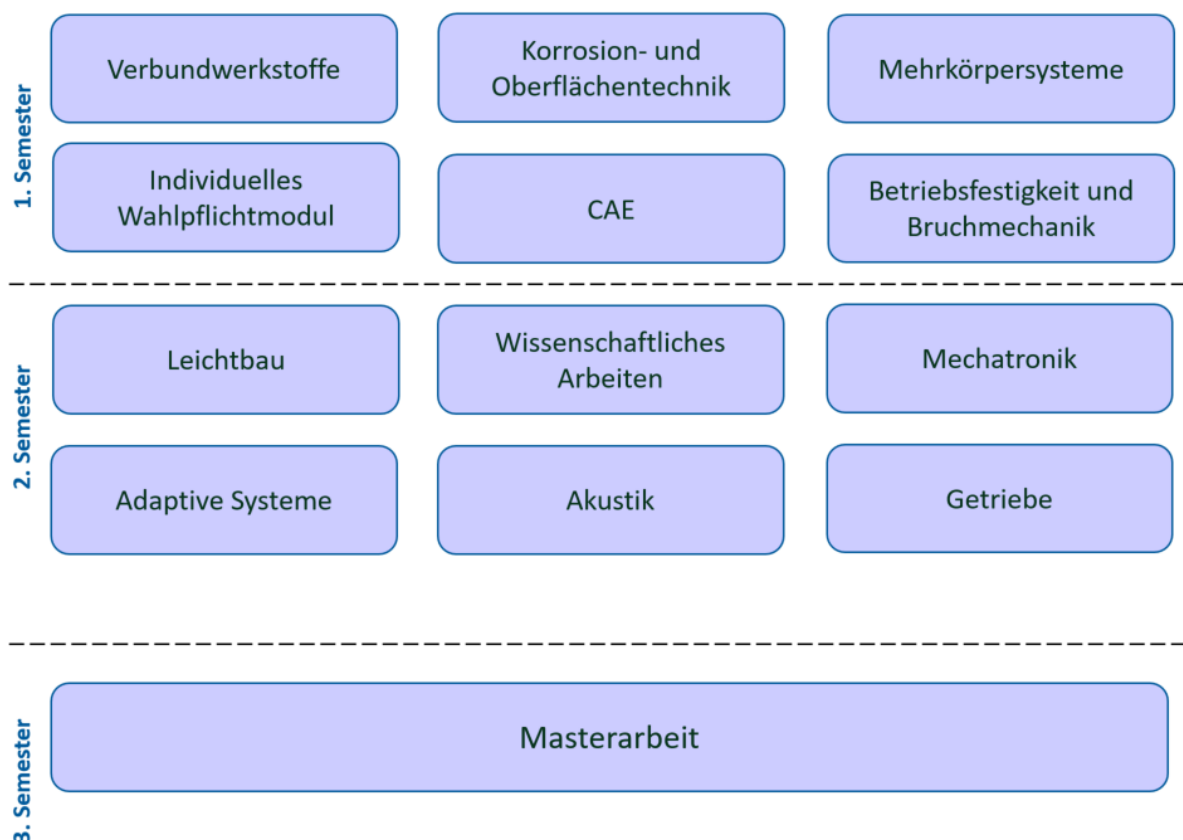 1. Semester
Verbundwerkstoffe
Korrosion- und
Oberflächentechnik
Mehrkörpersysteme
Individuelles
Wahlpflichtmodul
CAE
Betriebsfestigkeit und
Bruchmechanik
2. Semester
Leichtbau
Wissenschaftliches
Arbeiten
Mechatronik
Adaptive Systeme
Akustik
Getriebe
3. Semester
Masterarbeit